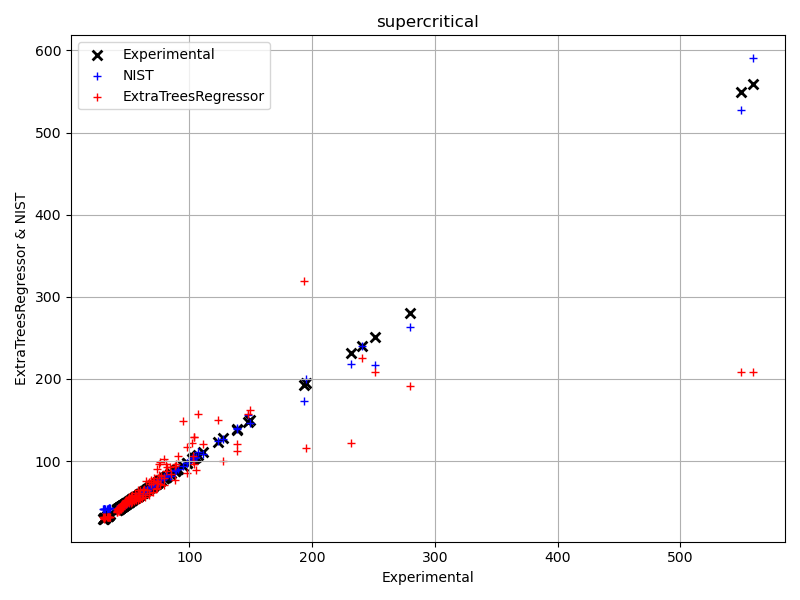 supercritical
Experimental
NIST
ExtraTreesRegressor
600
500
400
300
200
100
ExtraTreesRegressor & NIST
100 200 300 400 500
Experimental